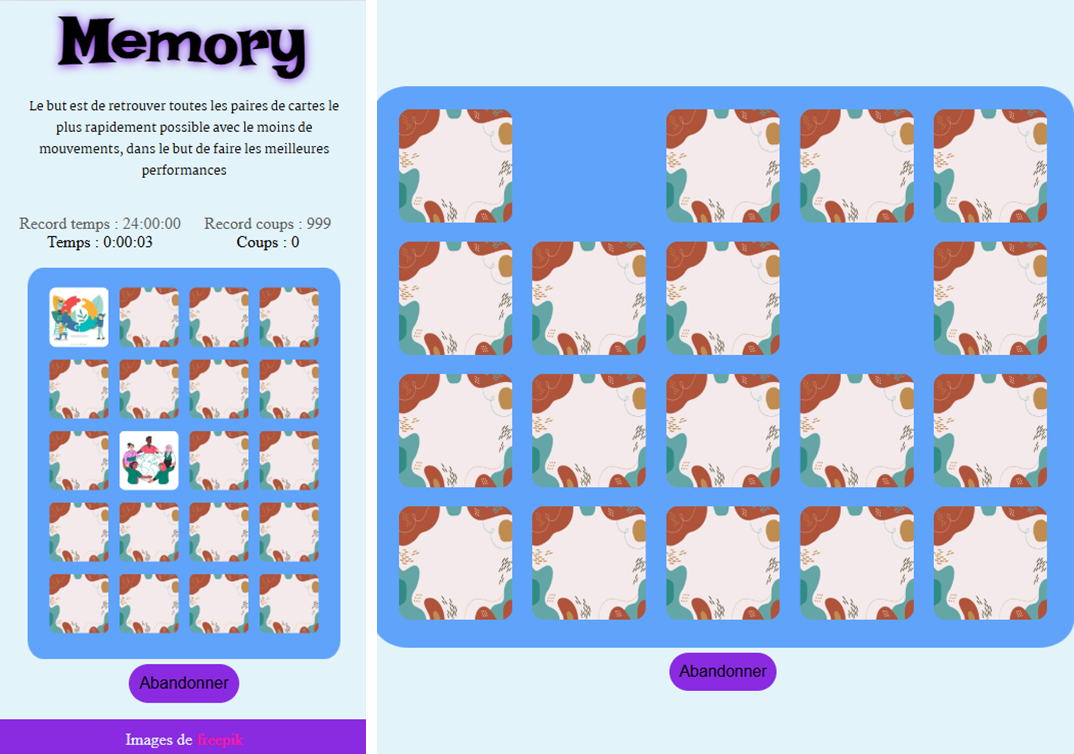 Memory
Le but est de retrouver toutes les paires de cartes le
plus rapidement possible avec le moins de
mouvements, dans le but de faire les meilleures
performances
Record temps : 24:00:00 Record coups : 999
Temps : 0:00:03 Coups : 0
Abandonner
Images de freepik
Abandonner